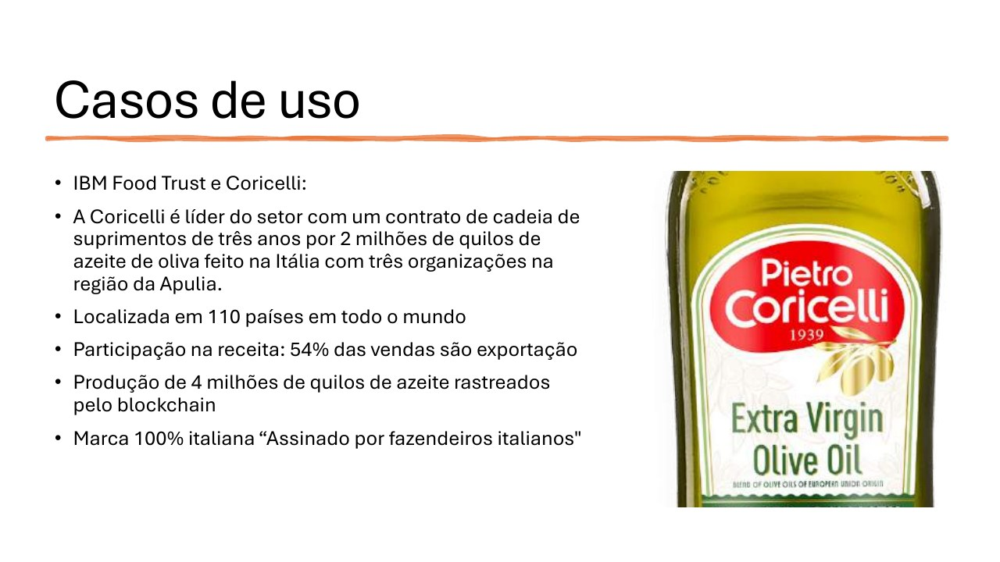 Casos de uso
• IBM Food Trust e Coricelli:
• A Coricelli é líder do setor com um contrato de cadeia de
suprimentos de três anos por 2 milhões de quilos de
azeite de oliva feito na Itália com três organizações na
região da Apulia.
• Localizada em 110 países em todo o mundo
• Participação na receita: 54% das vendas são exportação
• Produção de 4 milhões de quilos de azeite rastreados
pelo blockchain
• Marca 100% italiana “Assinado por fazendeiros italianos"
Pietro
Coricelli
1939
Extra Virgin
Olive Oil
BLEND OF OLIVE OILS OF EUROPEAN UNION ORIGIN